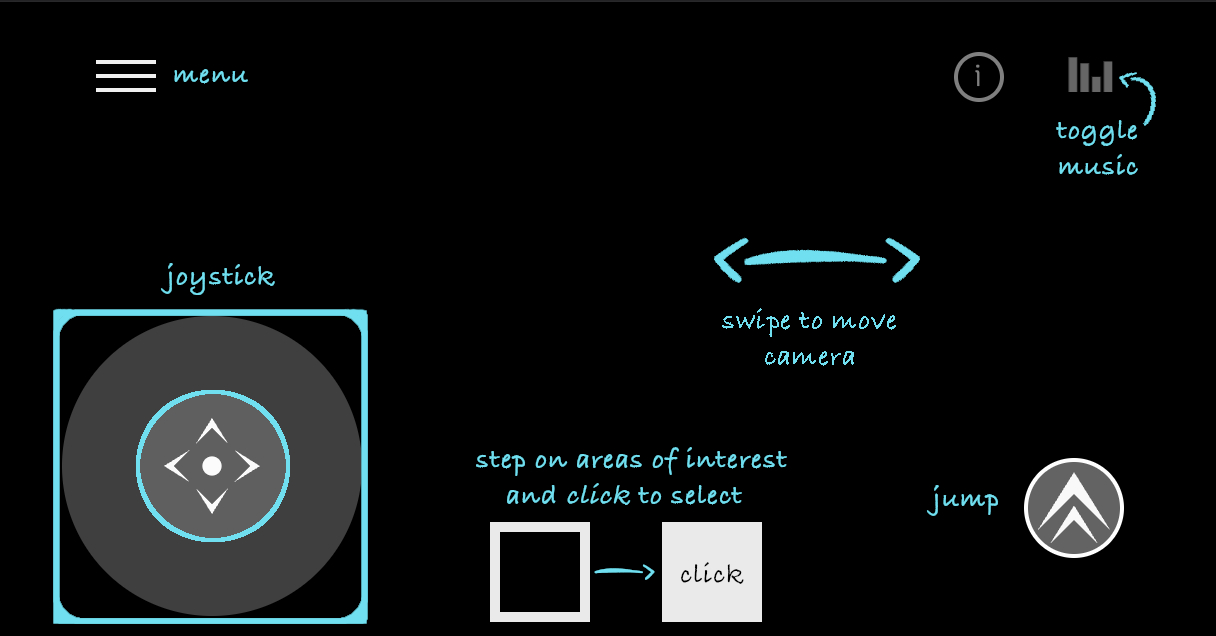 menu
i
toggle
music
joystick
swipe to move
camera
step on areas of interest
and click to select
jump
click